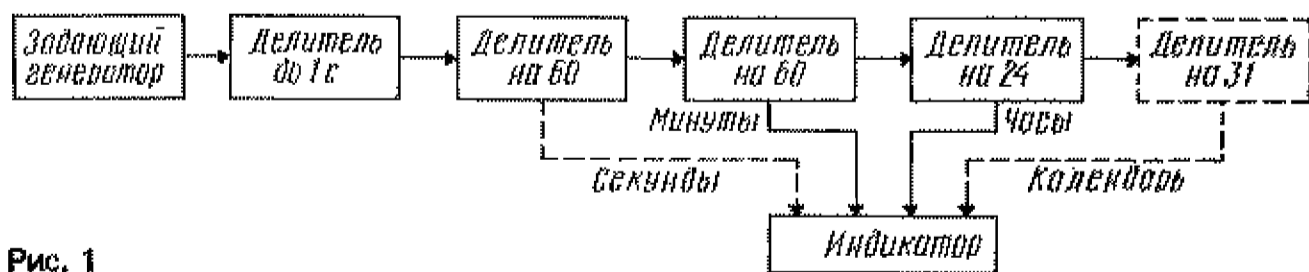 Задающий
генератор
Делитель
до 1 с
Делитель
на 60
Делитель
на 60
Делитель
на 24
Делитель
на 31
Минуты
Часы
Секунды
Календарь
Индикатор
Рис. 1